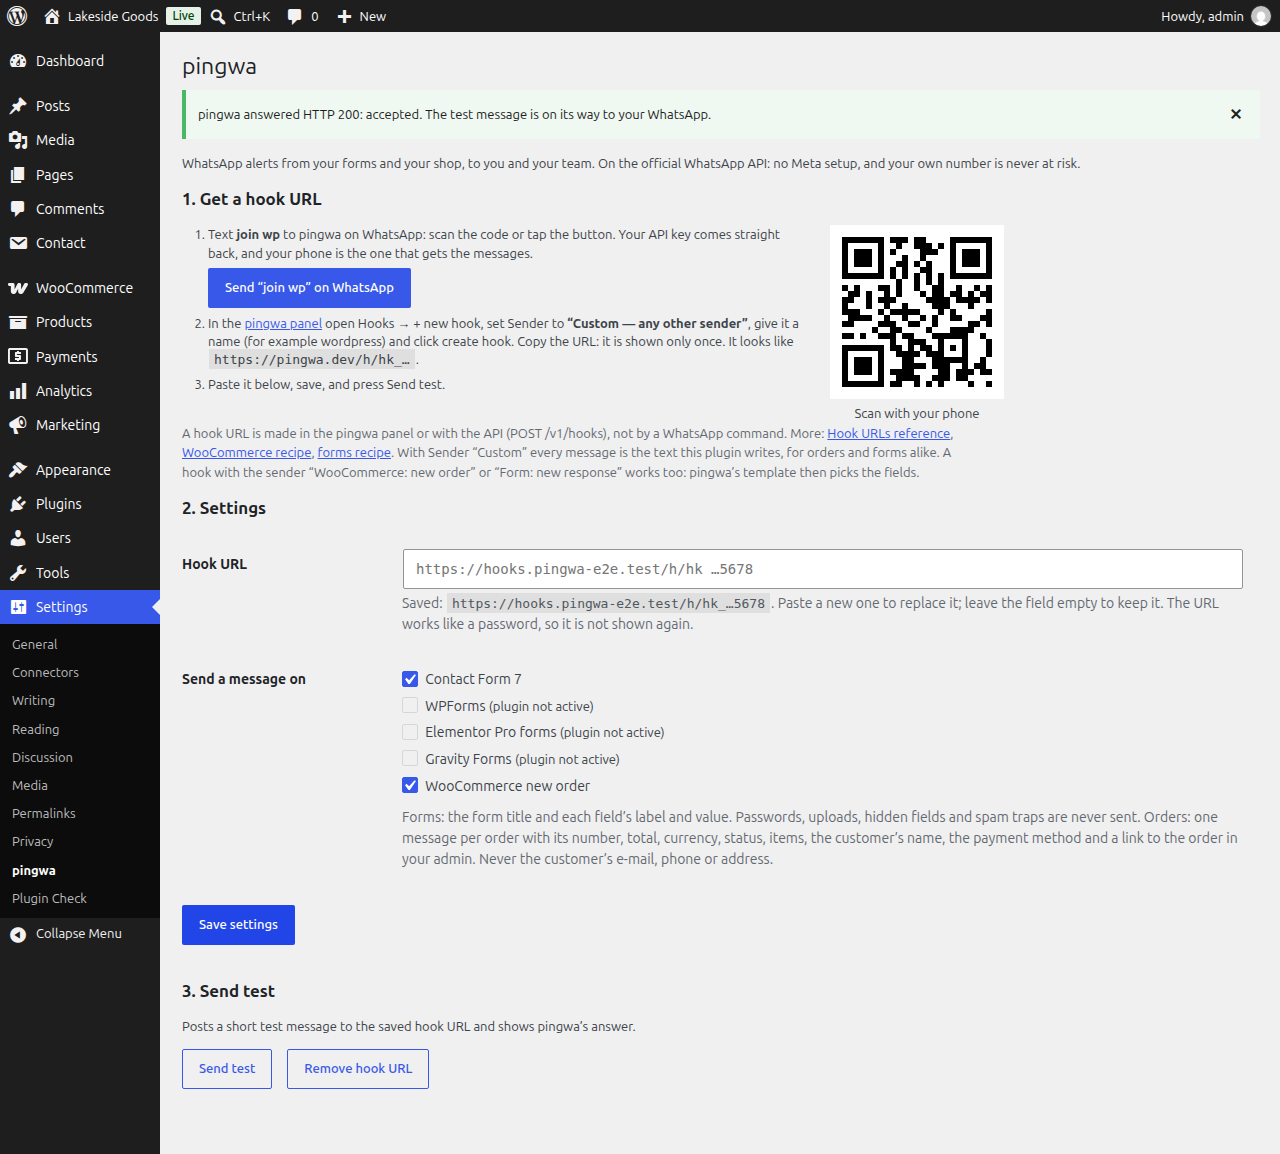 Lakeside Goods Live Ctrl+K 0 New Howdy, admin
Dashboard
Posts
Media
Pages
Comments
Contact
WooCommerce
Products
Payments
Analytics
Marketing
Appearance
Plugins
Users
Tools
Settings
General
Connectors
Writing
Reading
Discussion
Media
Permalinks
Privacy
pingwa
Plugin Check
Collapse Menu
pingwa
pingwa answered HTTP 200: accepted. The test message is on its way to your WhatsApp.
WhatsApp alerts from your forms and your shop, to you and your team. On the official WhatsApp API: no Meta setup, and your own number is never at risk.
1. Get a hook URL
1. Text join wp to pingwa on WhatsApp: scan the code or tap the button. Your API key comes straight
back, and your phone is the one that gets the messages.
Send “join wp” on WhatsApp
2. In the pingwa panel open Hooks → + new hook, set Sender to “Custom — any other sender”, give it a
name (for example wordpress) and click create hook. Copy the URL: it is shown only once. It looks like
https://pingwa.dev/h/hk_… .
3. Paste it below, save, and press Send test.
Scan with your phone
A hook URL is made in the pingwa panel or with the API (POST /v1/hooks), not by a WhatsApp command. More: Hook URLs reference,
WooCommerce recipe, forms recipe. With Sender “Custom” every message is the text this plugin writes, for orders and forms alike. A
hook with the sender “WooCommerce: new order” or “Form: new response” works too: pingwa’s template then picks the fields.
2. Settings
Hook URL
https://hooks.pingwa-e2e.test/h/hk_…5678
Saved: https://hooks.pingwa-e2e.test/h/hk_…5678 . Paste a new one to replace it; leave the field empty to keep it. The URL
works like a password, so it is not shown again.
Send a message on
Contact Form 7
WPForms (plugin not active)
Elementor Pro forms (plugin not active)
Gravity Forms (plugin not active)
WooCommerce new order
Forms: the form title and each field’s label and value. Passwords, uploads, hidden fields and spam traps are never sent. Orders: one
message per order with its number, total, currency, status, items, the customer’s name, the payment method and a link to the order in
your admin. Never the customer’s e-mail, phone or address.
Save settings
3. Send test
Posts a short test message to the saved hook URL and shows pingwa’s answer.
Send test Remove hook URL